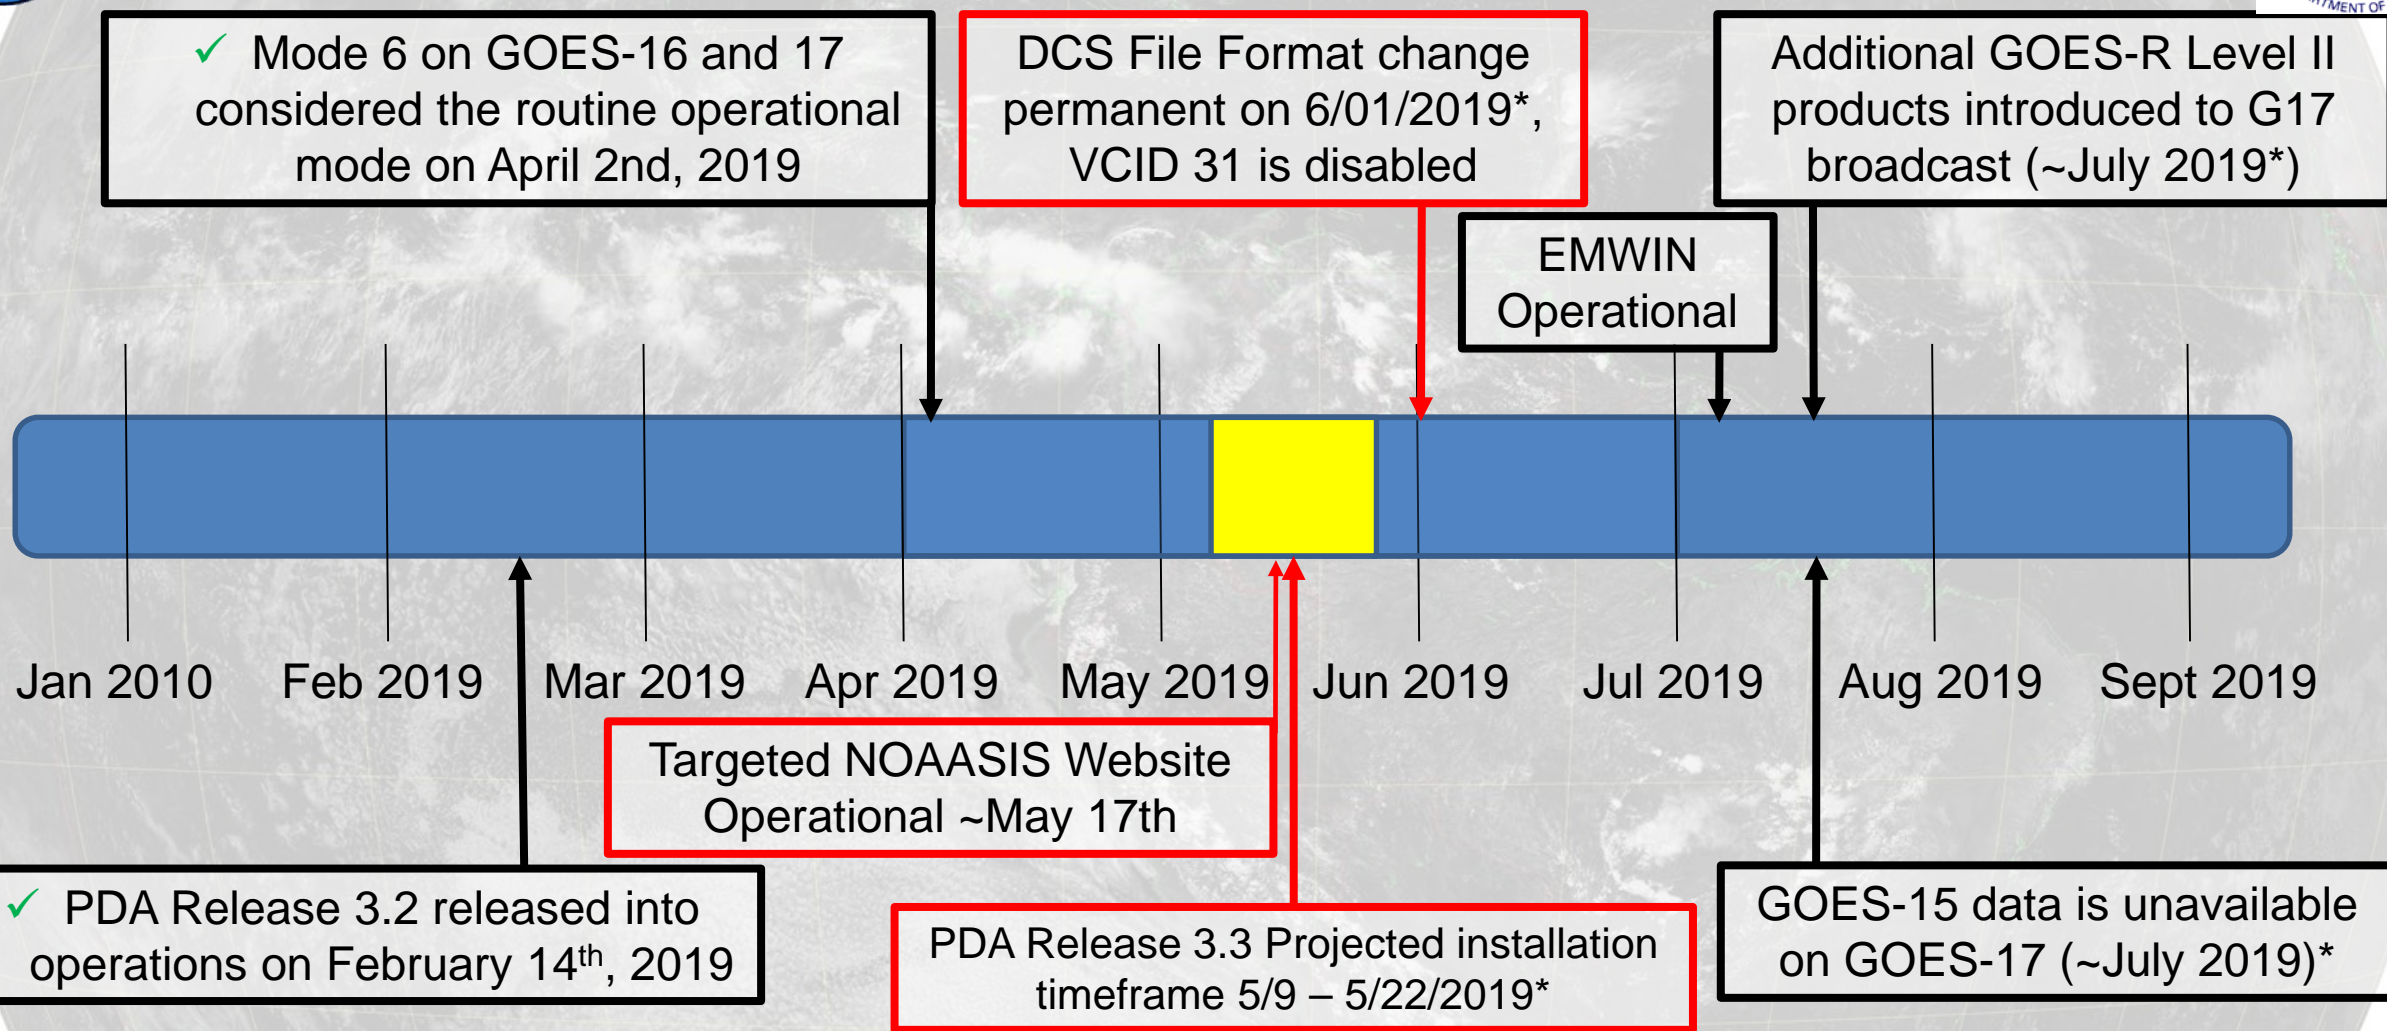 MENT OF
✓ Mode 6 on GOES-16 and 17
considered the routine operational
mode on April 2nd, 2019
DCS File Format change
permanent on 6/01/2019*,
VCID 31 is disabled
Additional GOES-R Level II
products introduced to G17
broadcast (~July 2019*)
EMWIN
Operational
Jan 2010
Feb 2019
Mar 2019
Apr 2019
May 2019
Jun 2019
Jul 2019
Aug 2019
Sept 2019
Targeted NOAASIS Website
Operational ~May 17th
✓ PDA Release 3.2 released into
operations on February 14th, 2019
PDA Release 3.3 Projected installation
timeframe 5/9 – 5/22/2019*
GOES-15 data is unavailable
on GOES-17 (~July 2019)*